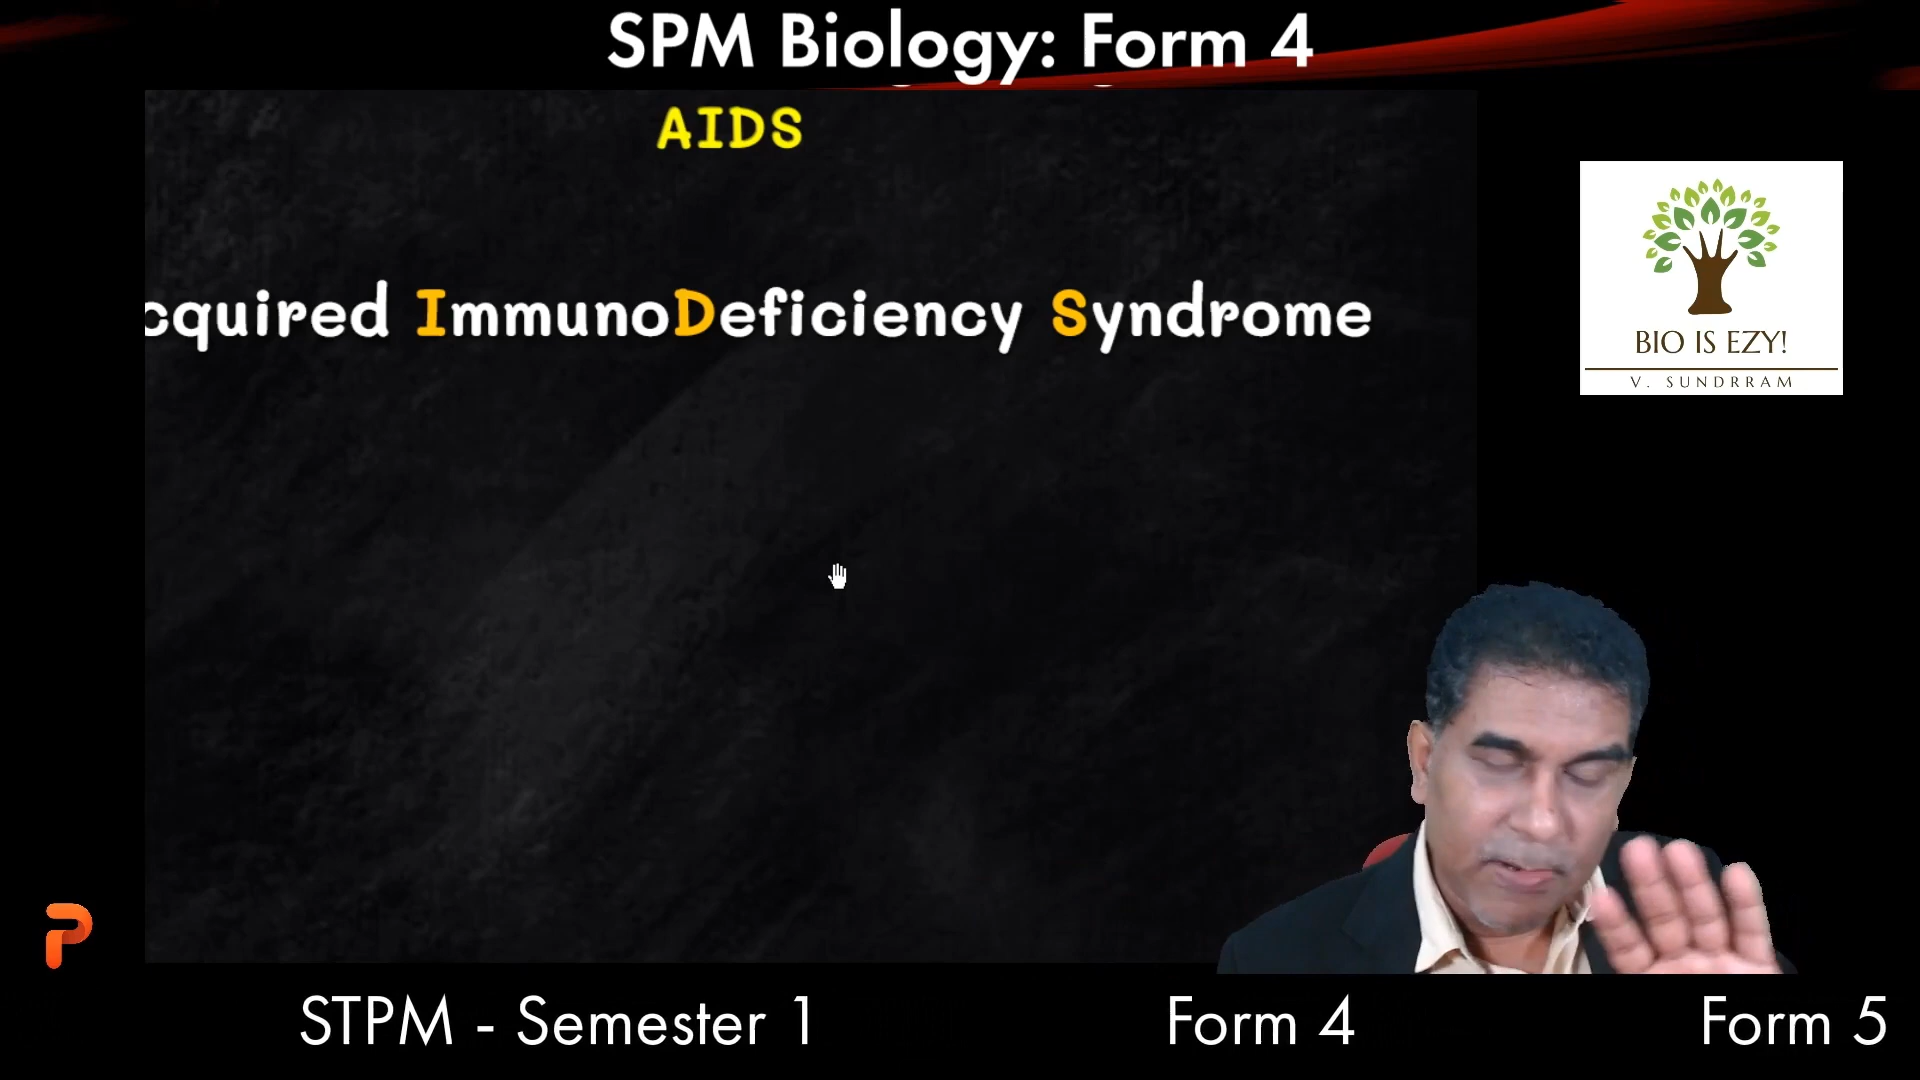 SPM Biology: Form 4
AIDS
cquired ImmunoDeficiency Syndrome
BIO IS EZY!
V. SUNDRRAM
STPM - Semester 1 Form 4 Form 5